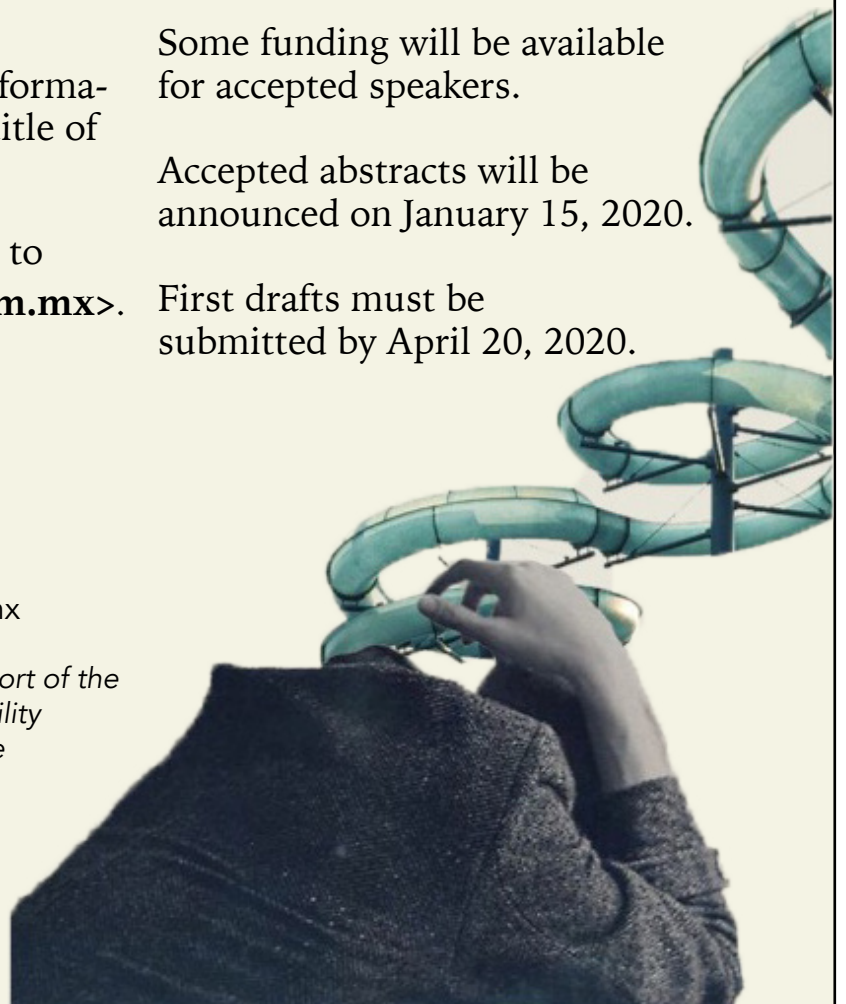 forma-
itle of
to
m.mx>.
Some funding will be available
for accepted speakers.
Accepted abstracts will be
announced on January 15, 2020.
First drafts must be
submitted by April 20, 2020.
nx
ort of the
ility
e